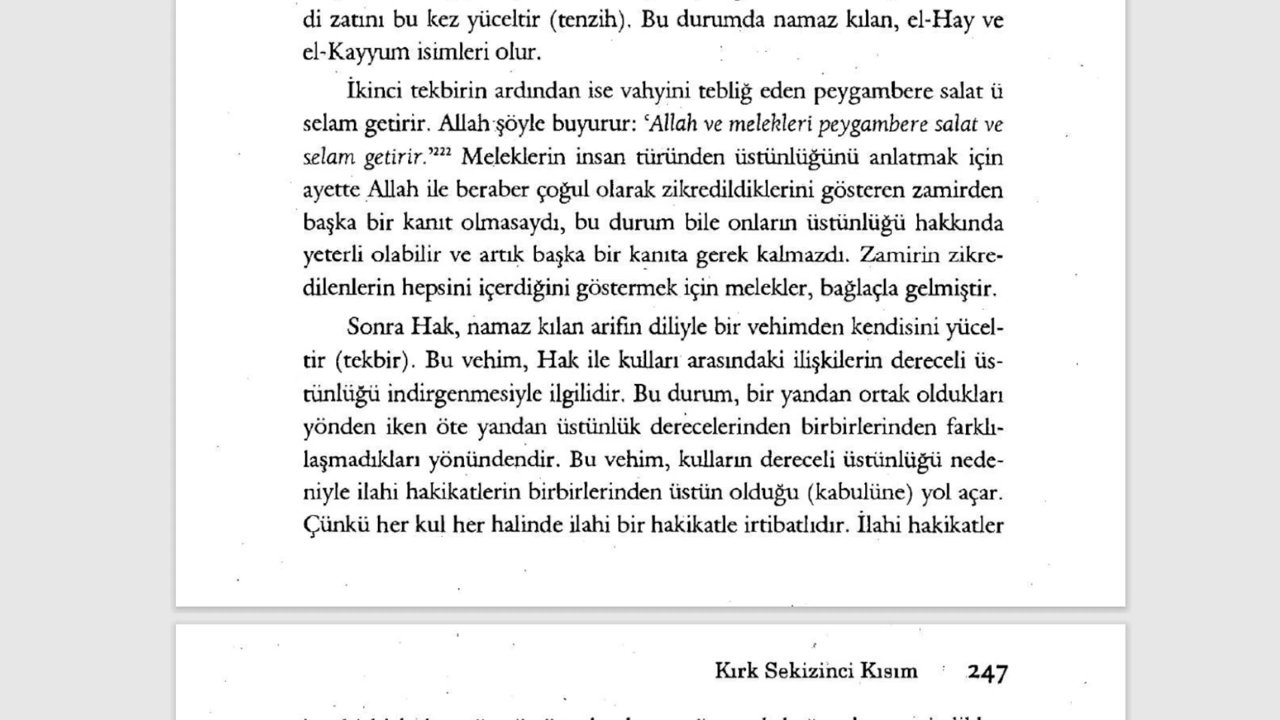 di zatını bu kez yüceltir (tenzih). Bu durumda namaz kılan, el-Hay ve
el-Kayyum isimleri olur.
İkinci tekbirin ardından ise vahyini tebliğ eden peygambere salat ü
selam getirir. Allah şöyle buyurur: ‘Allah ve melekleri peygambere salat ve
selam getirir.’²²² Meleklerin insan türünden üstünlüğünü anlatmak için
ayette Allah ile beraber çoğul olarak zikredildiklerini gösteren zamirden
başka bir kanıt olmasaydı, bu durum bile onların üstünlüğü hakkında
yeterli olabilir ve artık başka bir kanıta gerek kalmazdı. Zamirin zikre-
dilenlerin hepsini içerdiğini göstermek için melekler, bağlaçla gelmiştir.
Sonra Hak, namaz kılan arifin diliyle bir vehimden kendisini yücel-
tir (tekbir). Bu vehim, Hak ile kulları arasındaki ilişkilerin dereceli üs-
tünlüğü indirgenmesiyle ilgilidir. Bu durum, bir yandan ortak oldukları
yönden iken öte yandan üstünlük derecelerinden birbirlerinden farklı-
laşmadıkları yönündendir. Bu vehim, kulların dereceli üstünlüğü nede-
niyle ilahi hakikatlerin birbirlerinden üstün olduğu (kabulüne) yol açar.
Çünkü her kul her halinde ilahi bir hakikatle irtibatlıdır. İlahi hakikatler
Kırk Sekizinci Kısım 247